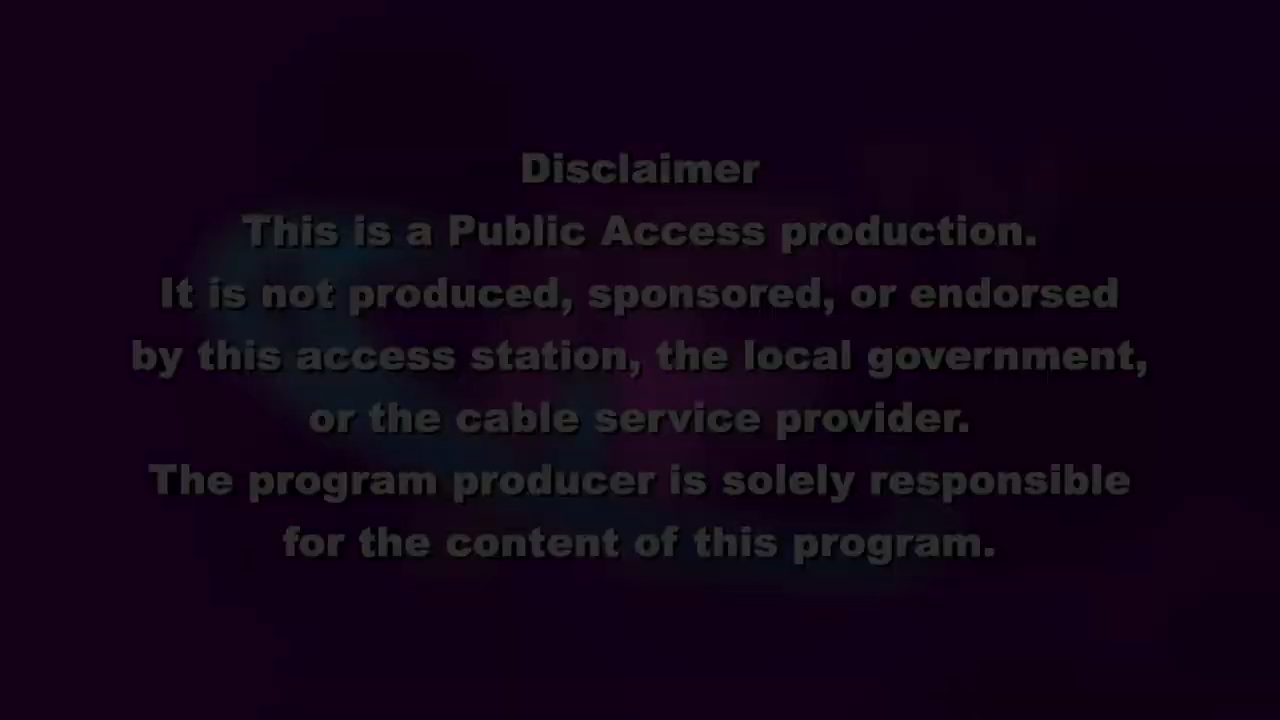 Disclaimer
This is a Public Access production.
It is not produced, sponsored, or endorsed
by this access station, the local government,
or the cable service provider.
The program producer is solely responsible
for the content of this program.